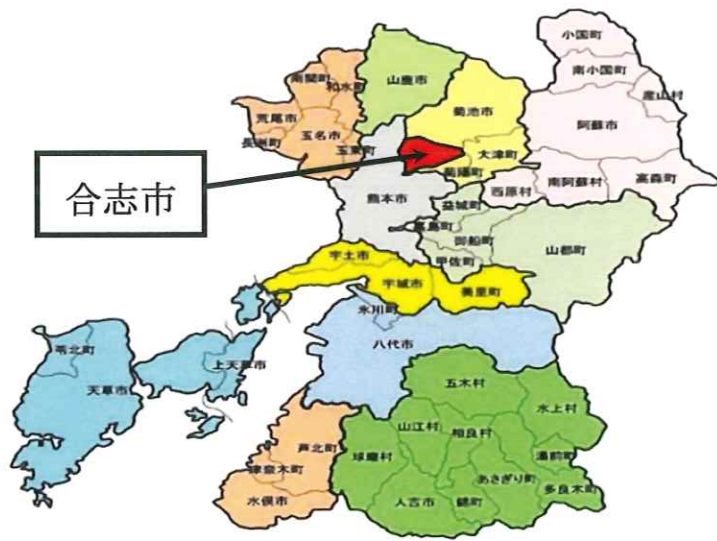 小国町
南小国町
産山村
南関町
和水町
山鹿市
菊池市
荒尾市
長洲町
玉名市
玉東町
阿蘇市
大津町
菊陽町
合志市
西原村
南阿蘇村
高森町
熊本市
益城町
嘉島町
御船町
甲佐町
山都町
宇土市
宇城市
美里町
氷川町
八代市
苓北町
天草市
上天草市
五木村
水上村
山江村
相良村
湯前町
芦北町
球磨村
津奈木町
あさぎり町
多良木町
水俣市
人吉市
錦町